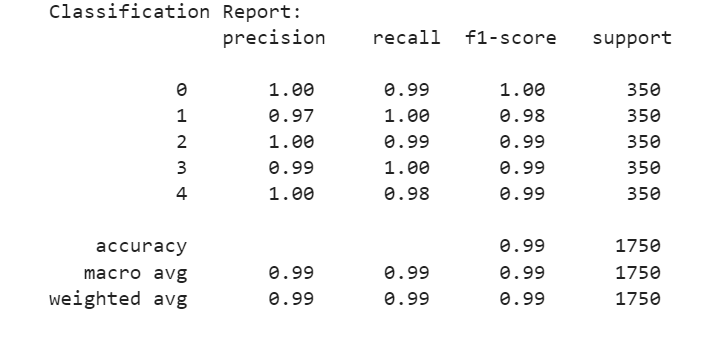 Classification Report:
precision recall f1-score support
0 1.00 0.99 1.00 350
1 0.97 1.00 0.98 350
2 1.00 0.99 0.99 350
3 0.99 1.00 0.99 350
4 1.00 0.98 0.99 350
accuracy 0.99 1750
macro avg 0.99 0.99 0.99 1750
weighted avg 0.99 0.99 0.99 1750